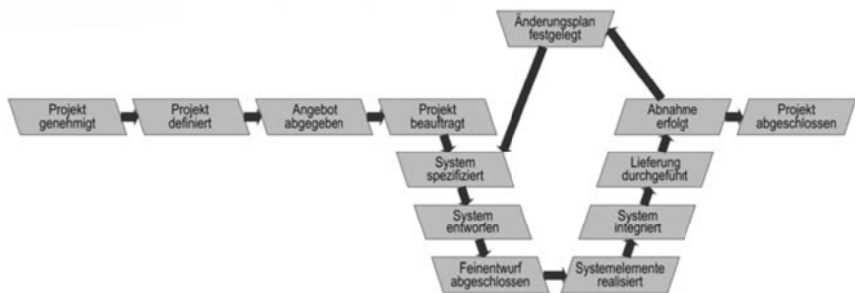 Änderungsplan
festgelegt
Projekt
genehmigt
Projekt
definiert
Angebot
abgegeben
Projekt
beauftragt
Abnahme
erfolgt
Projekt
abgeschlossen
System
spezifiziert
Lieferung
durchgeführt
System
entworfen
System
integriert
Feinentwurf
abgeschlossen
Systemelemente
realisiert